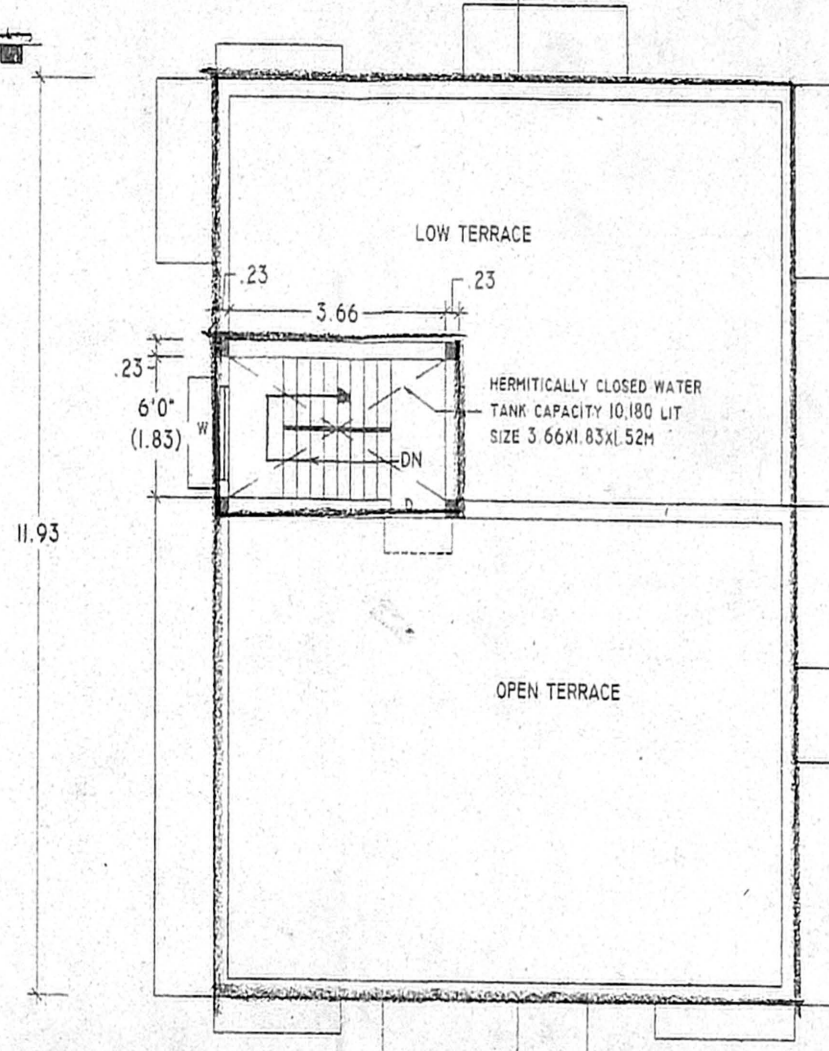 LOW TERRACE
.23
.23
3.66
.23
6'0"
(1.83)
W
HERMITICALLY CLOSED WATER
TANK CAPACITY 10,180 LIT
SIZE 3.66X1.83X1.52M
DN
D
11.93
OPEN TERRACE